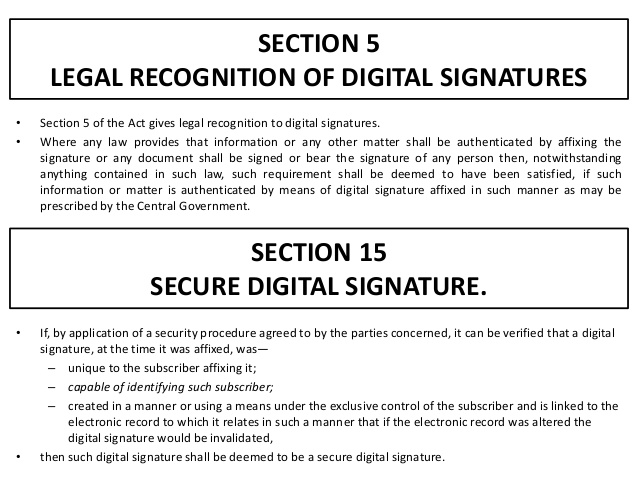 SECTION 5
LEGAL RECOGNITION OF DIGITAL SIGNATURES
• Section 5 of the Act gives legal recognition to digital signatures.
• Where any law provides that information or any other matter shall be authenticated by affixing the
signature or any document shall be signed or bear the signature of any person then, notwithstanding
anything contained in such law, such requirement shall be deemed to have been satisfied, if such
information or matter is authenticated by means of digital signature affixed in such manner as may be
prescribed by the Central Government.
SECTION 15
SECURE DIGITAL SIGNATURE.
• If, by application of a security procedure agreed to by the parties concerned, it can be verified that a digital
signature, at the time it was affixed, was—
– unique to the subscriber affixing it;
– capable of identifying such subscriber;
– created in a manner or using a means under the exclusive control of the subscriber and is linked to the
electronic record to which it relates in such a manner that if the electronic record was altered the
digital signature would be invalidated,
• then such digital signature shall be deemed to be a secure digital signature.